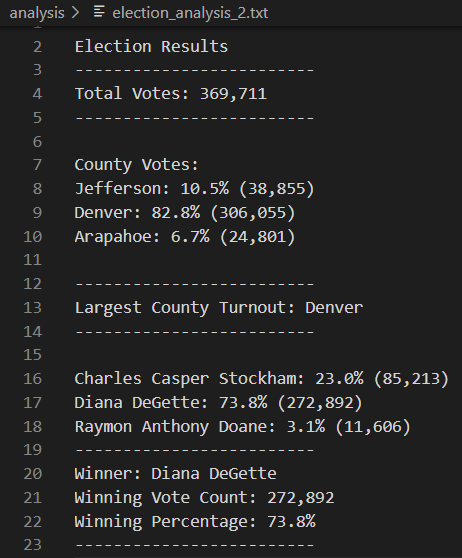 analysis > election_analysis_2.txt
2 Election Results
3 -------------------------
4 Total Votes: 369,711
5 -------------------------
6
7 County Votes:
8 Jefferson: 10.5% (38,855)
9 Denver: 82.8% (306,055)
10 Arapahoe: 6.7% (24,801)
11
12 -------------------------
13 Largest County Turnout: Denver
14 -------------------------
15
16 Charles Casper Stockham: 23.0% (85,213)
17 Diana DeGette: 73.8% (272,892)
18 Raymon Anthony Doane: 3.1% (11,606)
19 -------------------------
20 Winner: Diana DeGette
21 Winning Vote Count: 272,892
22 Winning Percentage: 73.8%
23 -------------------------